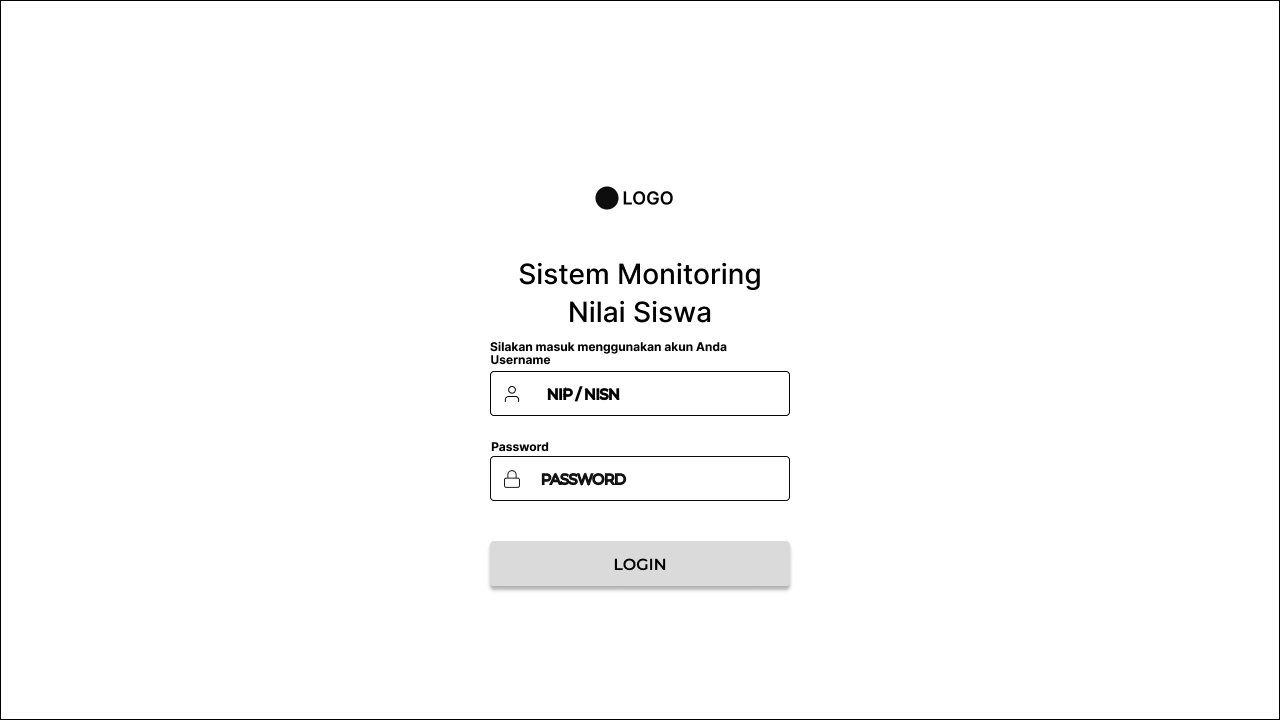 LOGO
Sistem Monitoring
Nilai Siswa
Silakan masuk menggunakan akun Anda
Username
NIP / NISN
Password
PASSWORD
LOGIN